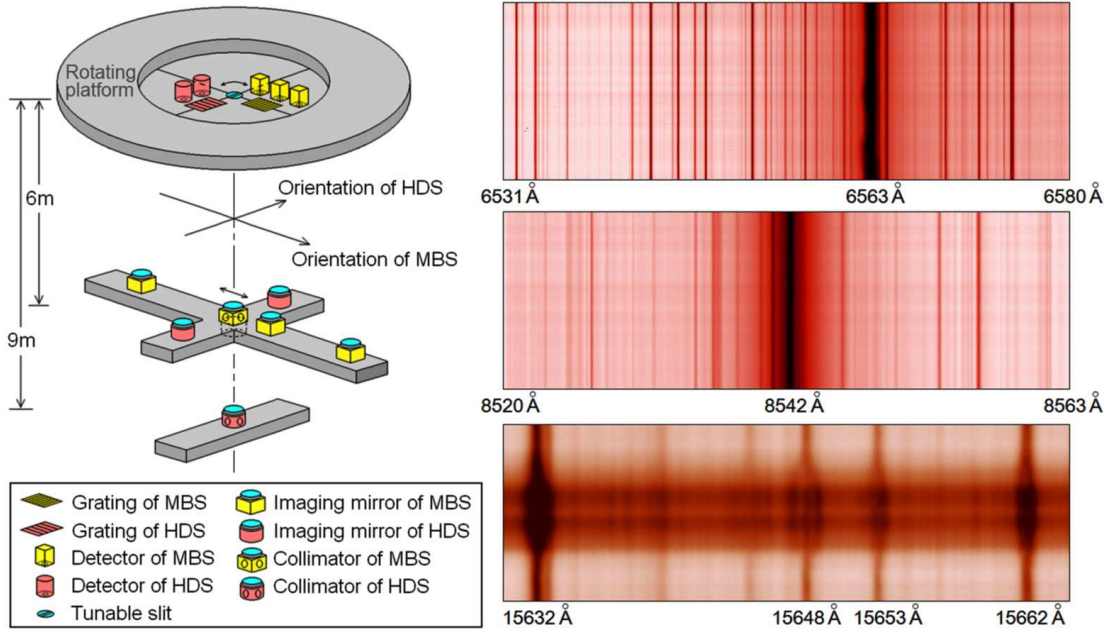 Rotating
platform
6m
9m
Orientation of HDS
Orientation of MBS
Grating of MBS
Grating of HDS
Detector of MBS
Detector of HDS
Tunable slit
Imaging mirror of MBS
Imaging mirror of HDS
Collimator of MBS
Collimator of HDS
6531 Å 6563 Å 6580 Å
8520 Å 8542 Å 8563 Å
15632 Å 15648 Å 15653 Å 15662 Å